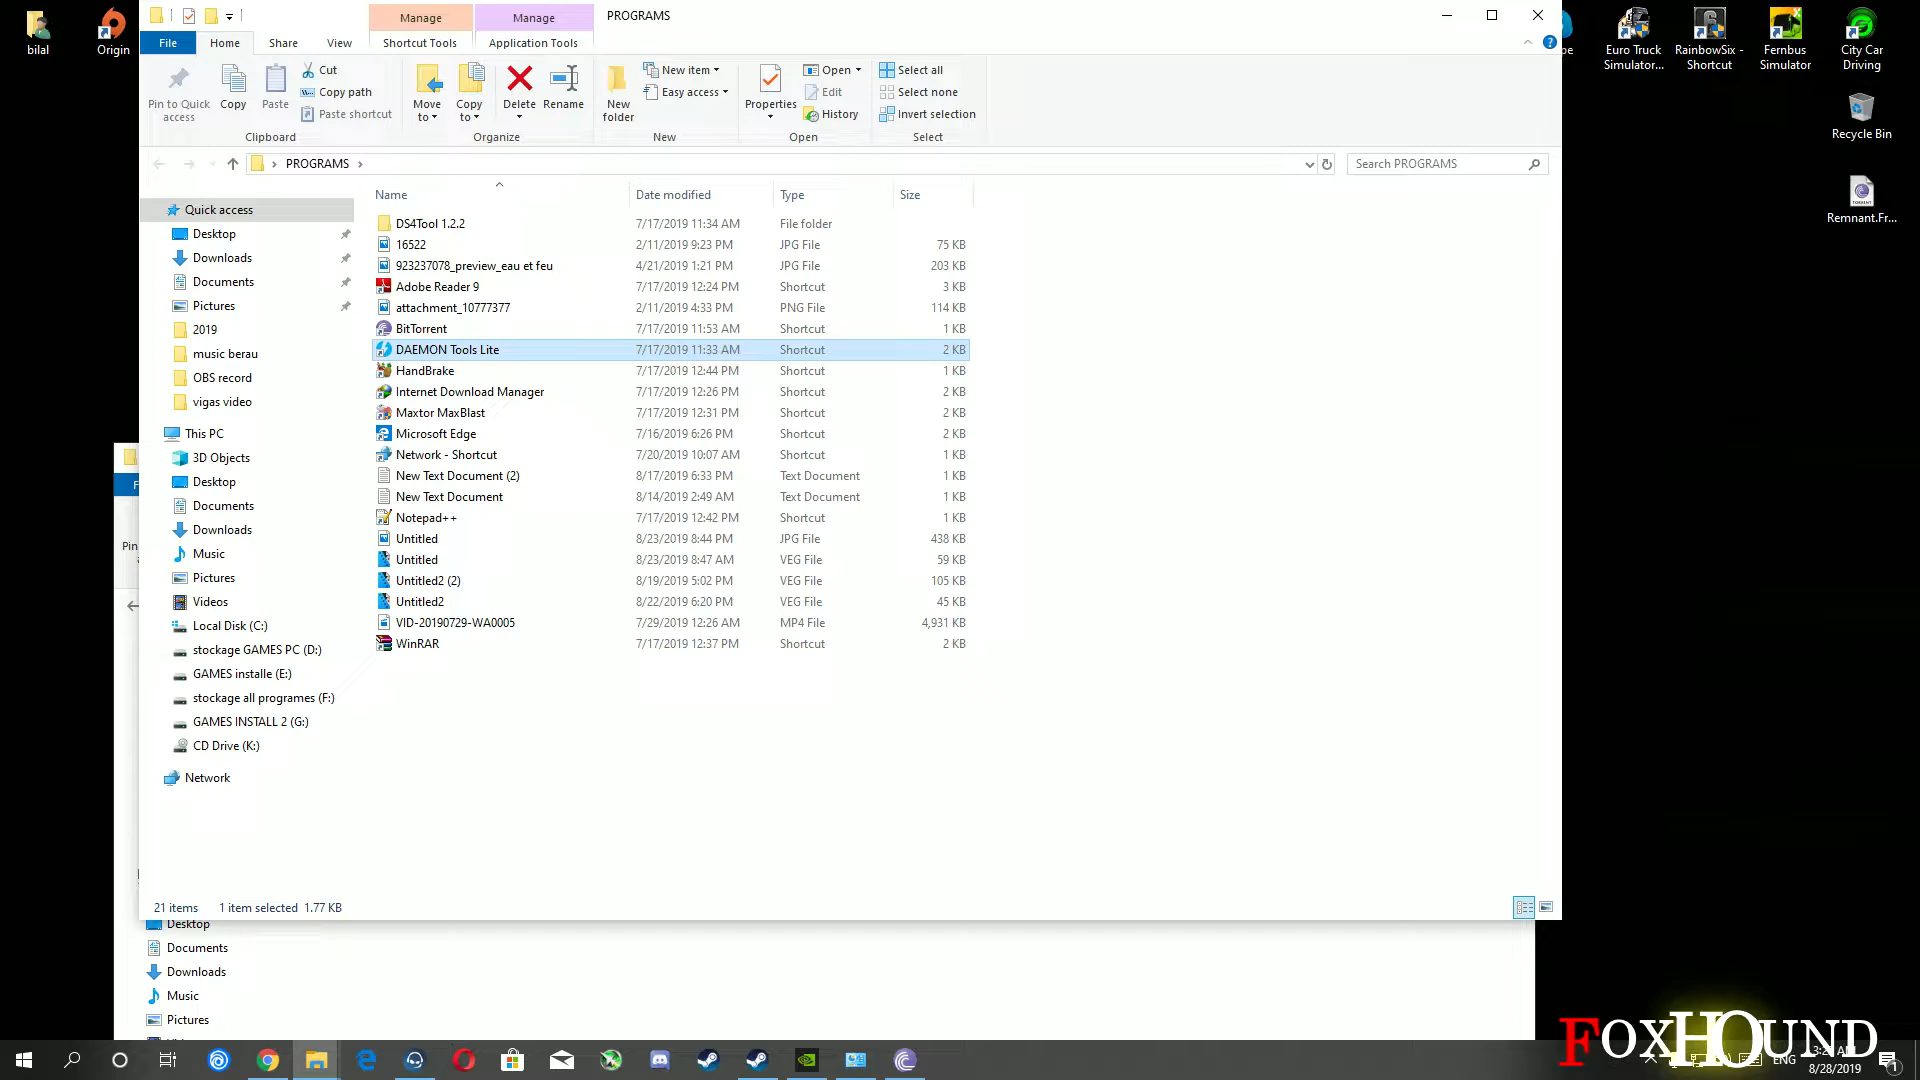 bilal
Origin
Manage
Manage
PROGRAMS
File
Home
Share
View
Shortcut Tools
Application Tools
Pin to Quick access
Copy
Paste
Cut
Copy path
Paste shortcut
Clipboard
Move to
Copy to
Delete
Rename
Organize
New folder
New item
Easy access
New
Properties
Open
Edit
History
Open
Select all
Select none
Invert selection
Select
PROGRAMS
Search PROGRAMS
Name
Date modified
Type
Size
DS4Tool 1.2.2 7/17/2019 11:34 AM File folder
16522 2/11/2019 9:23 PM JPG File 75 KB
923237078_preview_eau et feu 4/21/2019 1:21 PM JPG File 203 KB
Adobe Reader 9 7/17/2019 12:24 PM Shortcut 3 KB
attachment_10777377 2/11/2019 4:33 PM PNG File 114 KB
BitTorrent 7/17/2019 11:53 AM Shortcut 1 KB
DAEMON Tools Lite 7/17/2019 11:33 AM Shortcut 2 KB
HandBrake 7/17/2019 12:44 PM Shortcut 1 KB
Internet Download Manager 7/17/2019 12:26 PM Shortcut 2 KB
Maxtor MaxBlast 7/17/2019 12:31 PM Shortcut 2 KB
Microsoft Edge 7/16/2019 6:26 PM Shortcut 2 KB
Network - Shortcut 7/20/2019 10:07 AM Shortcut 1 KB
New Text Document (2) 8/17/2019 6:33 PM Text Document 1 KB
New Text Document 8/14/2019 2:49 AM Text Document 1 KB
Notepad++ 7/17/2019 12:42 PM Shortcut 1 KB
Untitled 8/23/2019 8:44 PM JPG File 438 KB
Untitled 8/23/2019 8:47 AM VEG File 59 KB
Untitled2 (2) 8/19/2019 5:02 PM VEG File 105 KB
Untitled2 8/22/2019 6:20 PM VEG File 45 KB
VID-20190729-WA0005 7/29/2019 12:26 AM MP4 File 4,931 KB
WinRAR 7/17/2019 12:37 PM Shortcut 2 KB
Quick access
Desktop
Downloads
Documents
Pictures
2019
music berau
OBS record
vigas video
This PC
3D Objects
Desktop
Documents
Downloads
Music
Pictures
Videos
Local Disk (C:)
stockage GAMES PC (D:)
GAMES installe (E:)
stockage all programes (F:)
GAMES INSTALL 2 (G:)
CD Drive (K:)
Network
21 items 1 item selected 1.77 KB
Pin
Desktop
Documents
Downloads
Music
Pictures
Euro Truck
Simulator...
RainbowSix -
Shortcut
Fernbus
Simulator
City Car
Driving
Recycle Bin
TORRENT
Remnant.Fr...
FOXHOUND
ENG
8/28/2019
1